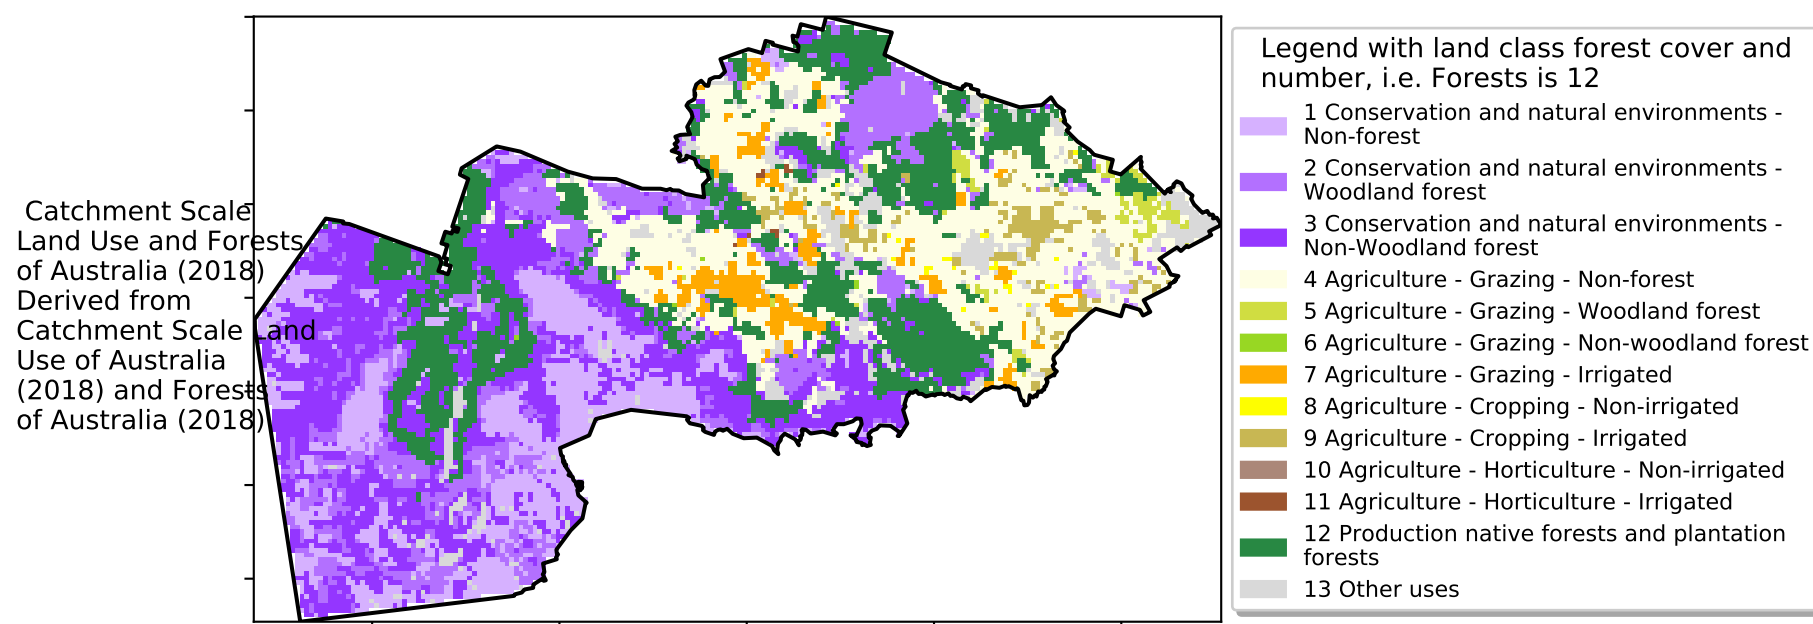 Catchment Scale
Land Use and Forests
of Australia (2018)
Derived from
Catchment Scale Land
Use of Australia
(2018) and Forests
of Australia (2018)
Legend with land class forest cover and
number, i.e. Forests is 12
1 Conservation and natural environments -
Non-forest
2 Conservation and natural environments -
Woodland forest
3 Conservation and natural environments -
Non-Woodland forest
4 Agriculture - Grazing - Non-forest
5 Agriculture - Grazing - Woodland forest
6 Agriculture - Grazing - Non-woodland forest
7 Agriculture - Grazing - Irrigated
8 Agriculture - Cropping - Non-irrigated
9 Agriculture - Cropping - Irrigated
10 Agriculture - Horticulture - Non-irrigated
11 Agriculture - Horticulture - Irrigated
12 Production native forests and plantation
forests
13 Other uses